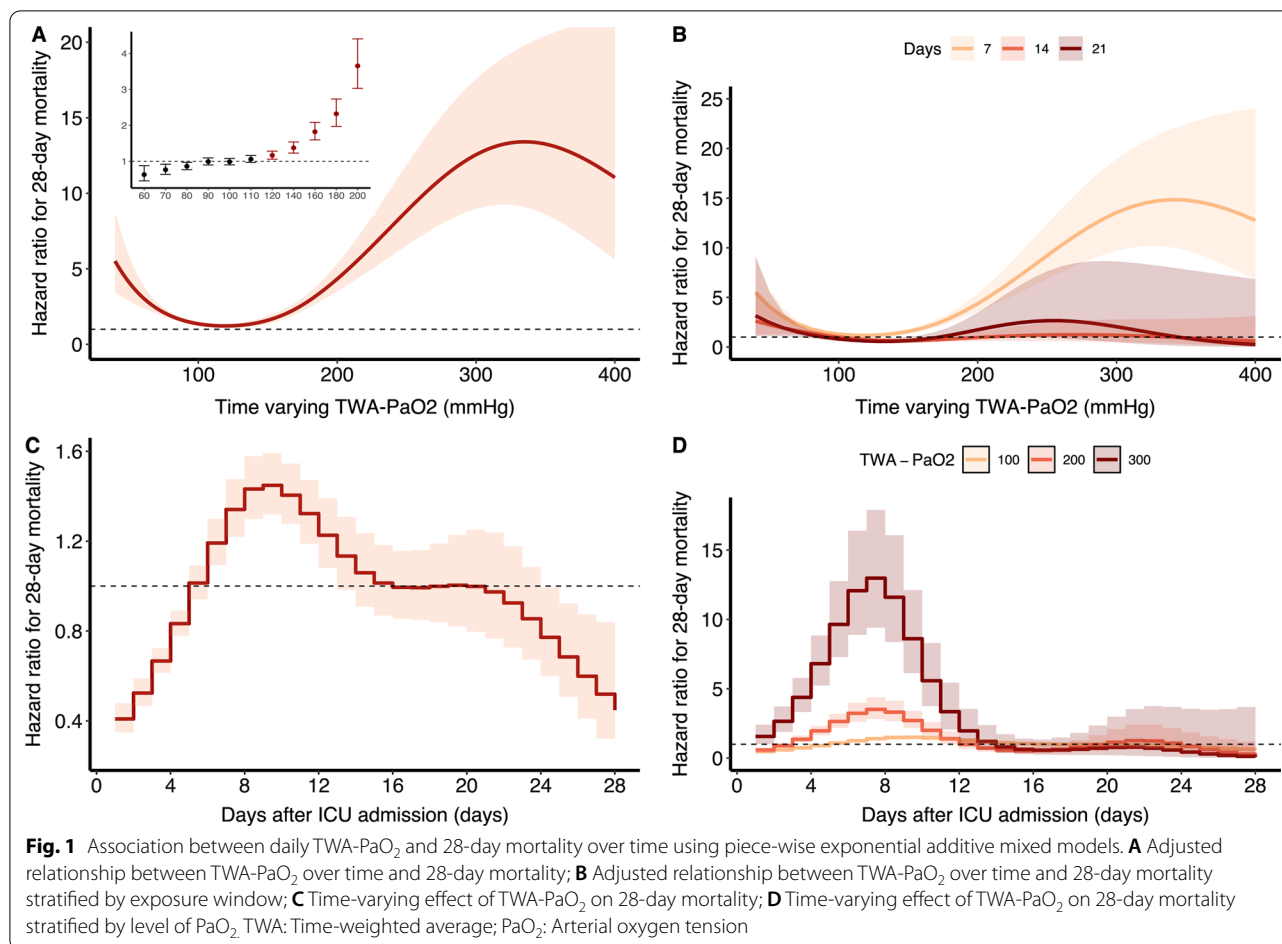 A
Hazard ratio for 28-day mortality
20
15
10
5
0
4
3
2
1
60 70 80 90 100 110 120 140 160 180 200
100 200 300 400
Time varying TWA-PaO2 (mmHg)
B
Days 7 14 21
Hazard ratio for 28-day mortality
25
20
15
10
5
0
100 200 300 400
Time varying TWA-PaO2 (mmHg)
C
Hazard ratio for 28-day mortality
1.6
1.2
0.8
0.4
0 4 8 12 16 20 24 28
Days after ICU admission (days)
D
TWA – PaO2 100 200 300
Hazard ratio for 28-day mortality
15
10
5
0
0 4 8 12 16 20 24 28
Days after ICU admission (days)
Fig. 1 Association between daily TWA-PaO₂ and 28-day mortality over time using piece-wise exponential additive mixed models. A Adjusted
relationship between TWA-PaO₂ over time and 28-day mortality; B Adjusted relationship between TWA-PaO₂ over time and 28-day mortality
stratified by exposure window; C Time-varying effect of TWA-PaO₂ on 28-day mortality; D Time-varying effect of TWA-PaO₂ on 28-day mortality
stratified by level of PaO₂. TWA: Time-weighted average; PaO₂: Arterial oxygen tension